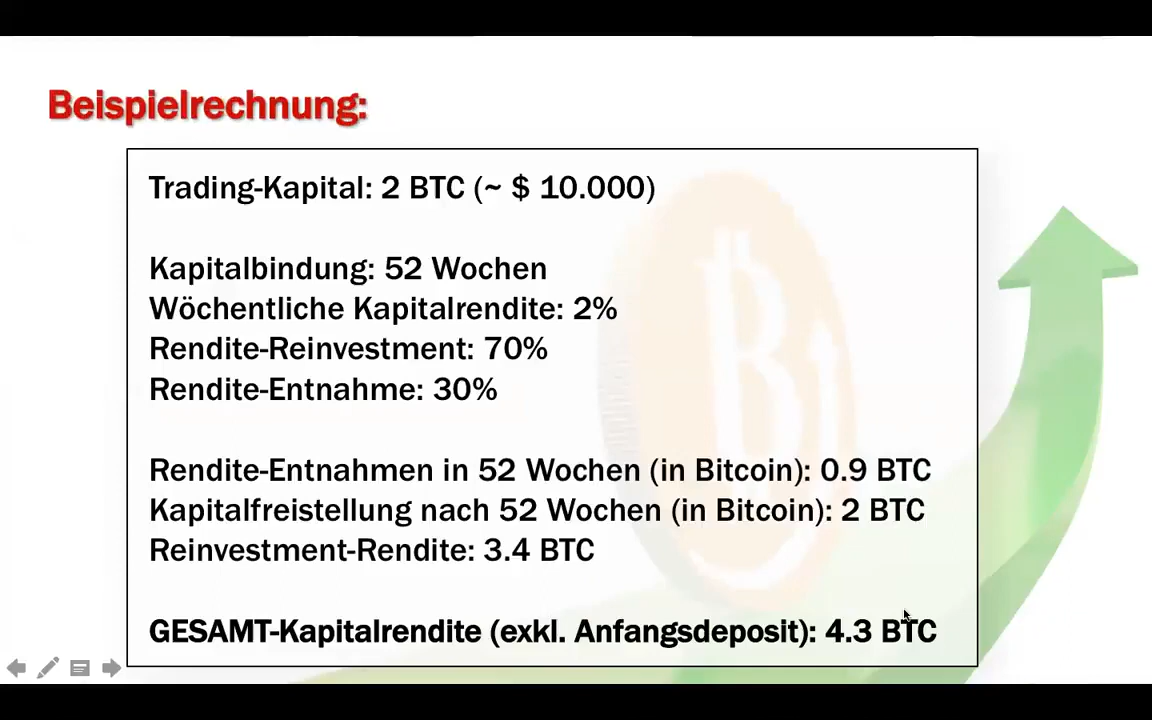 Beispielrechnung:
Trading-Kapital: 2 BTC (~ $ 10.000)
Kapitalbindung: 52 Wochen
Wöchentliche Kapitalrendite: 2%
Rendite-Reinvestment: 70%
Rendite-Entnahme: 30%
Rendite-Entnahmen in 52 Wochen (in Bitcoin): 0.9 BTC
Kapitalfreistellung nach 52 Wochen (in Bitcoin): 2 BTC
Reinvestment-Rendite: 3.4 BTC
GESAMT-Kapitalrendite (exkl. Anfangsdeposit): 4.3 BTC